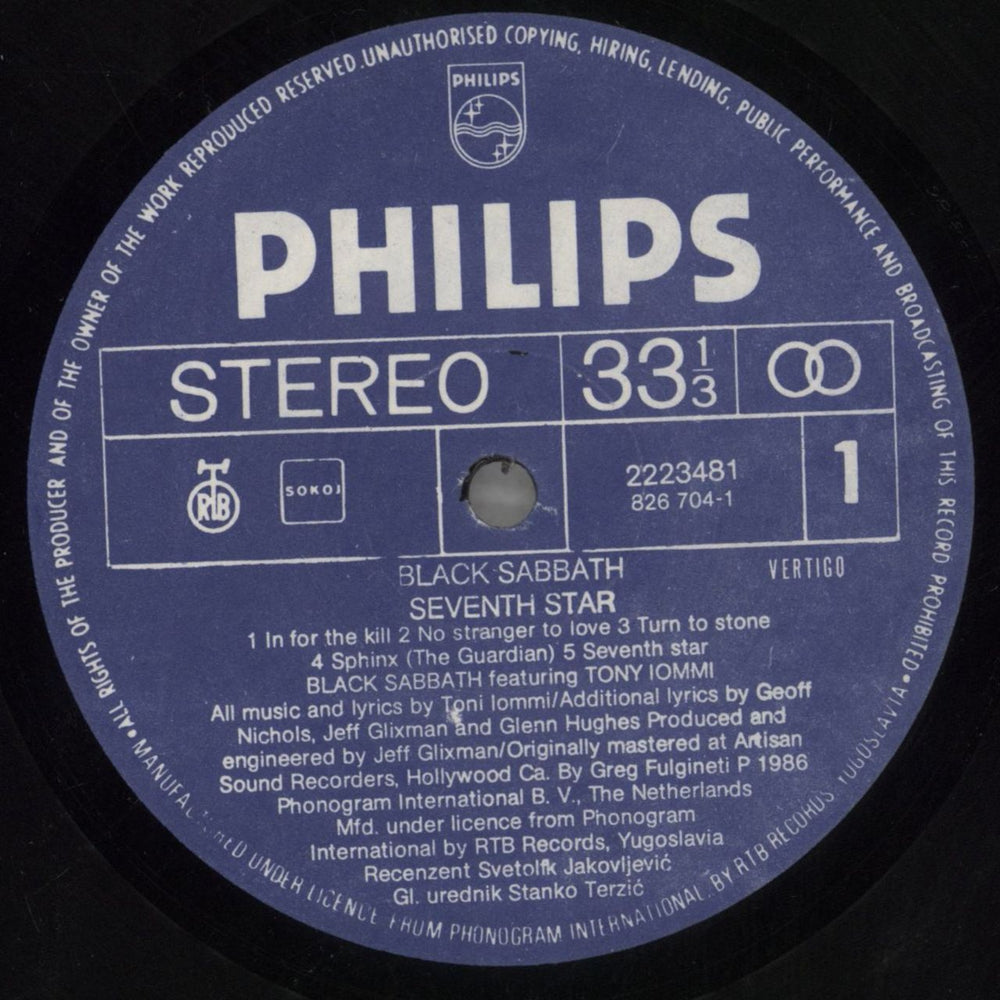 PHILIPS
PHILIPS
STEREO
33 1/3
RTB
SOKOJ
2223481
826 704-1
1
BLACK SABBATH
VERTIGO
SEVENTH STAR
1 In for the kill 2 No stranger to love 3 Turn to stone
4 Sphinx (The Guardian) 5 Seventh star
BLACK SABBATH featuring TONY IOMMI
All music and lyrics by Toni Iommi/Additional lyrics by Geoff
Nichols, Jeff Glixman and Glenn Hughes Produced and
engineered by Jeff Glixman/Originally mastered at Artisan
Sound Recorders, Hollywood Ca. By Greg Fulgineti P 1986
Phonogram International B. V., The Netherlands
Mfd. under licence from Phonogram
International by RTB Records, Yugoslavia
Recenzent Svetolik Jakovljević
Gl. urednik Stanko Terzić
•ALL RIGHTS OF THE PRODUCER AND OF THE OWNER OF THE WORK REPRODUCED RESERVED.UNAUTHORISED COPYING, HIRING, LENDING, PUBLIC PERFORMANCE AND BROADCASTING OF THIS RECORD PROHIBITED•
MANUFACTURED UNDER LICENCE FROM PHONOGRAM INTERNATIONAL. BY RTB RECORDS. YUGOSLAVIA•